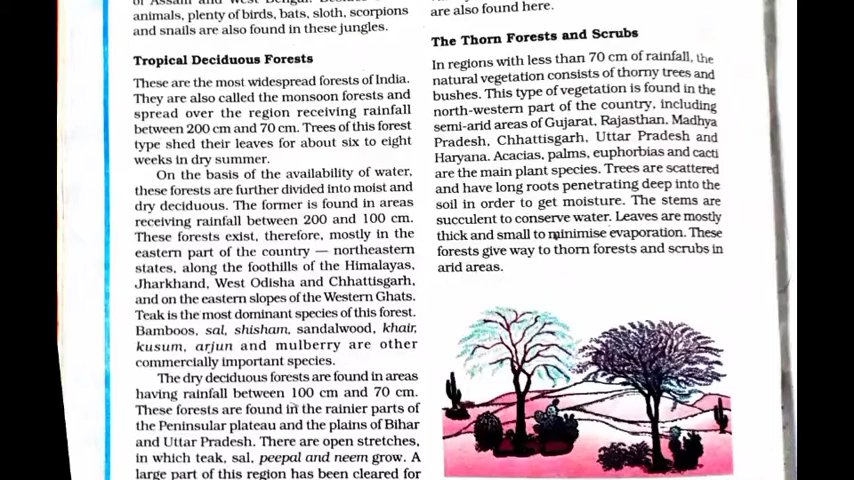 of Assam and West Bengal. Besides
animals, plenty of birds, bats, sloth, scorpions
and snails are also found in these jungles.
Tropical Deciduous Forests
These are the most widespread forests of India.
They are also called the monsoon forests and
spread over the region receiving rainfall
between 200 cm and 70 cm. Trees of this forest
type shed their leaves for about six to eight
weeks in dry summer.
On the basis of the availability of water,
these forests are further divided into moist and
dry deciduous. The former is found in areas
receiving rainfall between 200 and 100 cm.
These forests exist, therefore, mostly in the
eastern part of the country — northeastern
states, along the foothills of the Himalayas,
Jharkhand, West Odisha and Chhattisgarh,
and on the eastern slopes of the Western Ghats.
Teak is the most dominant species of this forest.
Bamboos, sal, shisham, sandalwood, khair,
kusum, arjun and mulberry are other
commercially important species.
The dry deciduous forests are found in areas
having rainfall between 100 cm and 70 cm.
These forests are found in the rainier parts of
the Peninsular plateau and the plains of Bihar
and Uttar Pradesh. There are open stretches,
in which teak, sal, peepal and neem grow. A
large part of this region has been cleared for
are also found here.
The Thorn Forests and Scrubs
In regions with less than 70 cm of rainfall, the
natural vegetation consists of thorny trees and
bushes. This type of vegetation is found in the
north-western part of the country, including
semi-arid areas of Gujarat, Rajasthan, Madhya
Pradesh, Chhattisgarh, Uttar Pradesh and
Haryana. Acacias, palms, euphorbias and cacti
are the main plant species. Trees are scattered
and have long roots penetrating deep into the
soil in order to get moisture. The stems are
succulent to conserve water. Leaves are mostly
thick and small to minimise evaporation. These
forests give way to thorn forests and scrubs in
arid areas.